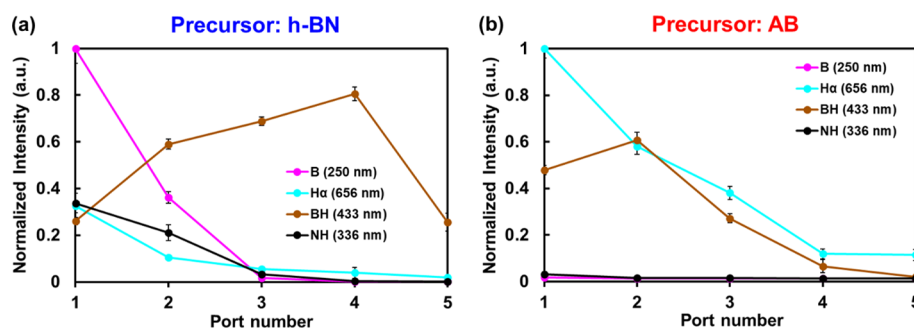 (a)
Precursor: h-BN
Normalized Intensity (a.u.)
1
0.8
0.6
0.4
0.2
0
B (250 nm)
Hα (656 nm)
BH (433 nm)
NH (336 nm)
1 2 3 4 5
Port number
(b)
Precursor: AB
Normalized Intensity (a.u.)
1
0.8
0.6
0.4
0.2
0
B (250 nm)
Hα (656 nm)
BH (433 nm)
NH (336 nm)
1 2 3 4 5
Port number